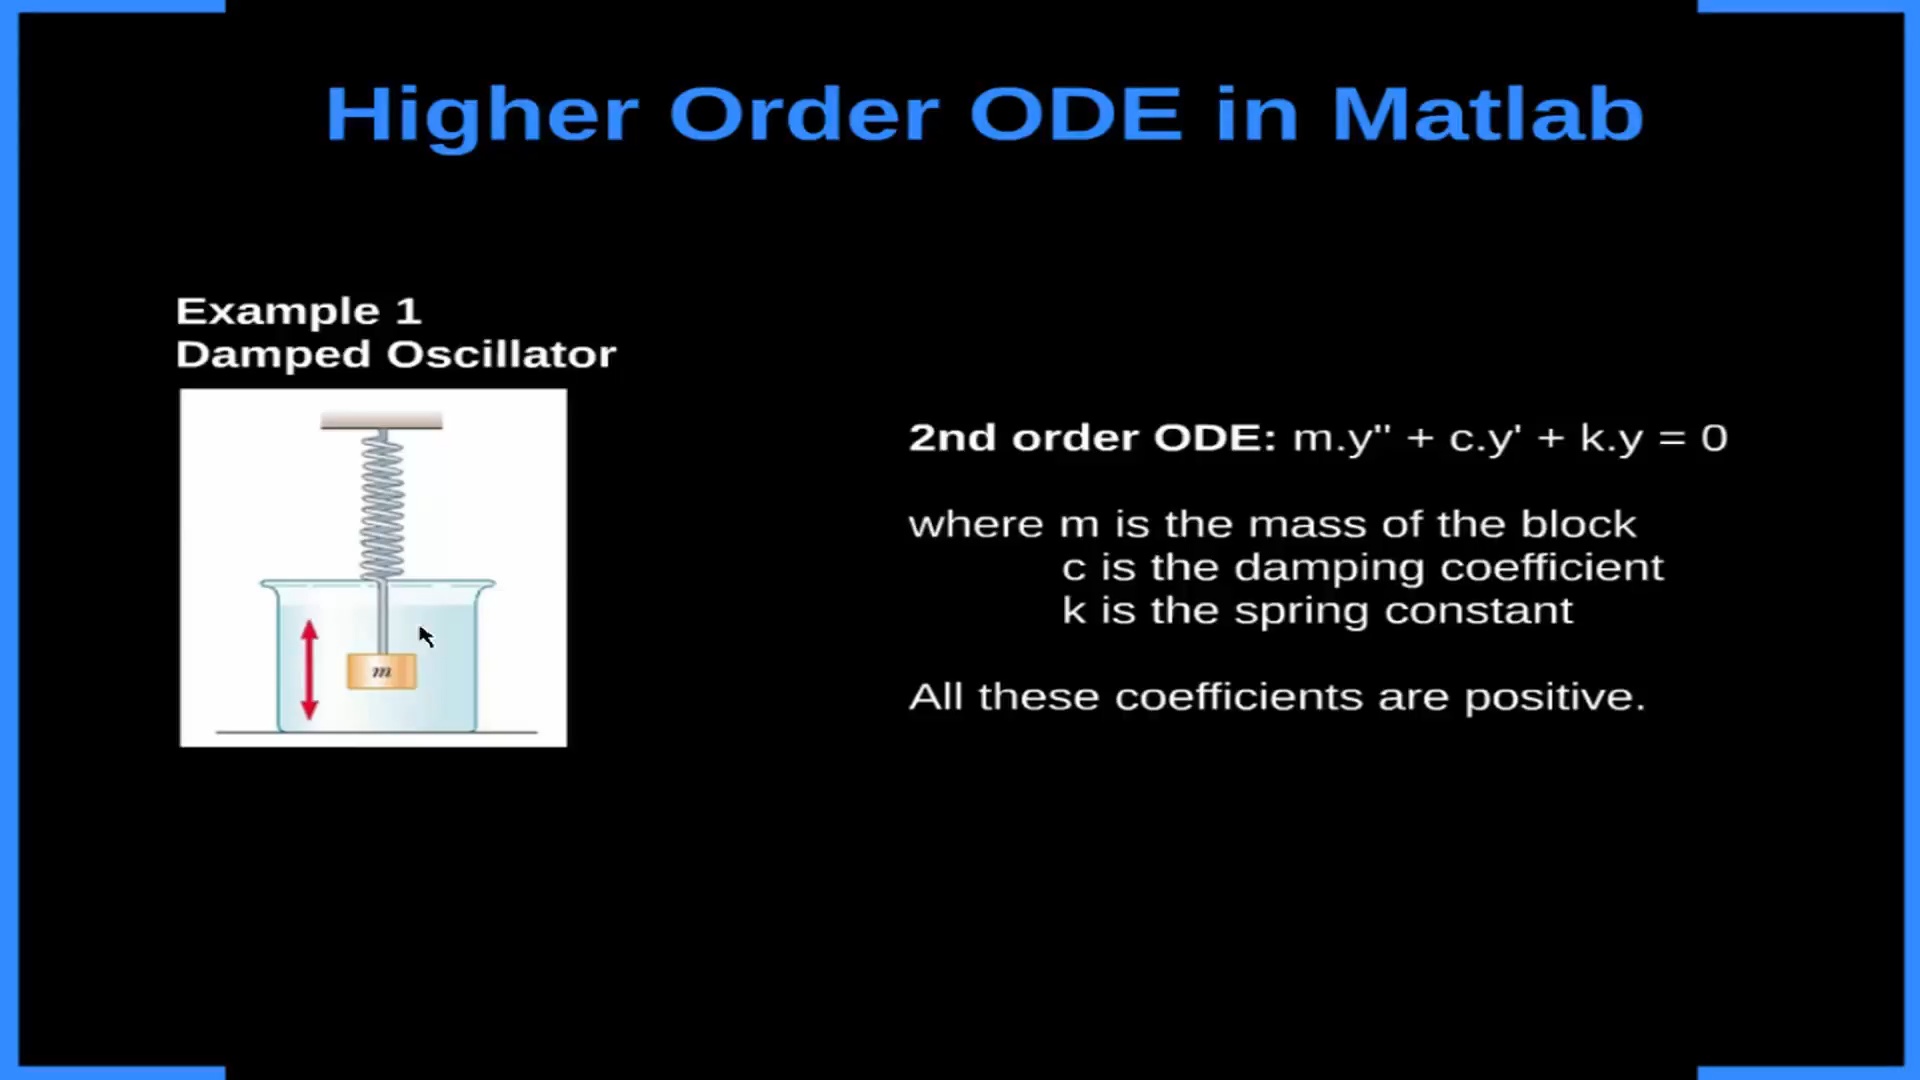 Higher Order ODE in Matlab
Example 1
Damped Oscillator
m
2nd order ODE: m.y" + c.y' + k.y = 0
where m is the mass of the block
c is the damping coefficient
k is the spring constant
All these coefficients are positive.